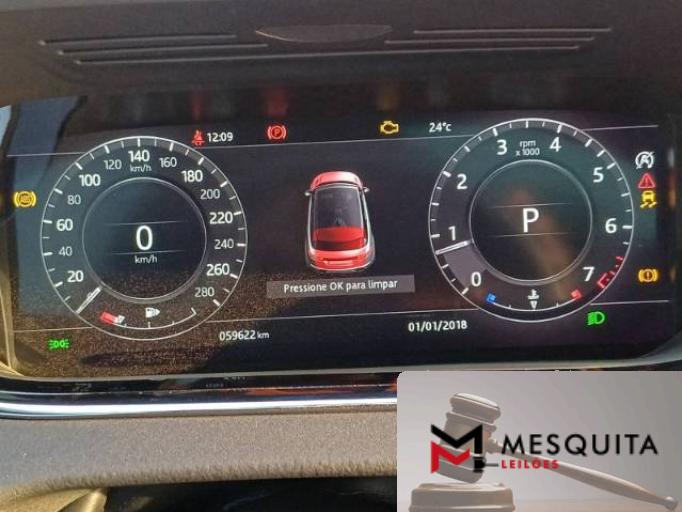 12:09
24°c
ABS
P
0
km/h
20
40
60
80
100
120
140
km/h
160
180
200
220
240
260
280
Pressione OK para limpar
P
rpm
x 1000
0
1
2
3
4
5
6
7
059622 km
01/01/2018
MESQUITA
LEILÕES